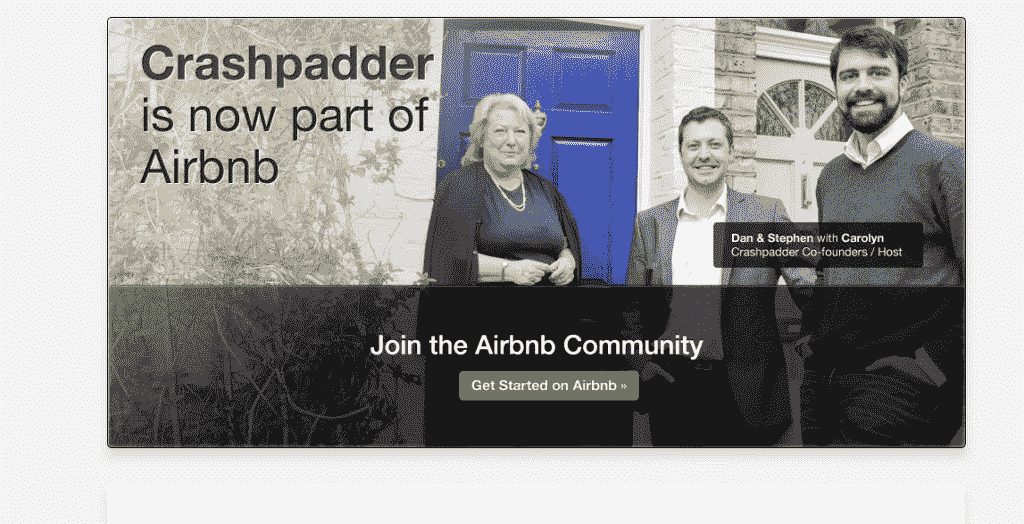 Crashpadder
is now part of
Airbnb
Dan & Stephen with Carolyn
Crashpadder Co-founders / Host
Join the Airbnb Community
Get Started on Airbnb »